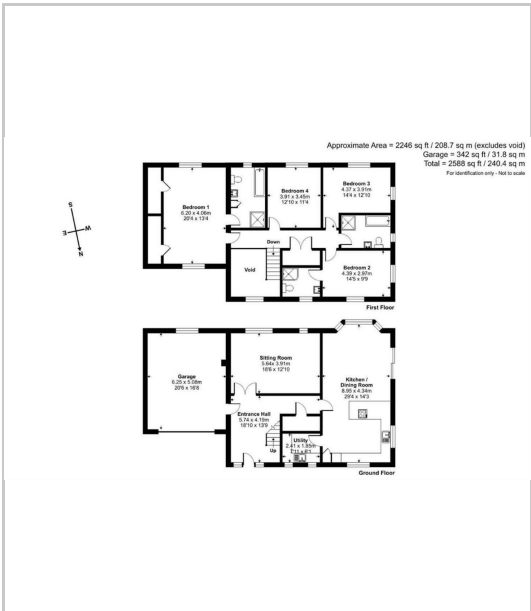 Approximate Area = 2246 sq ft / 208.7 sq m (excludes void)
Garage = 342 sq ft / 31.8 sq m
Total = 2588 sq ft / 240.4 sq m
For identification only - Not to scale
Bedroom 1
6.20 x 4.06m
20'4 x 13'4
Bedroom 4
3.91 x 3.45m
12'10 x 11'4
Bedroom 3
4.37 x 3.91m
14'4 x 12'10
E
W
N
S
Down
Void
Bedroom 2
4.39 x 2.97m
14'5 x 9'9
First Floor
Garage
6.25 x 5.08m
20'6 x 16'8
Sitting Room
5.64x 3.91m
18'6 x 12'10
Kitchen /
Dining Room
8.95 x 4.34m
29'4 x 14'3
Entrance Hall
5.74 x 4.19m
18'10 x 13'9
Up
Utility
2.41 x 1.85m
7'11 x 6'1
Ground Floor